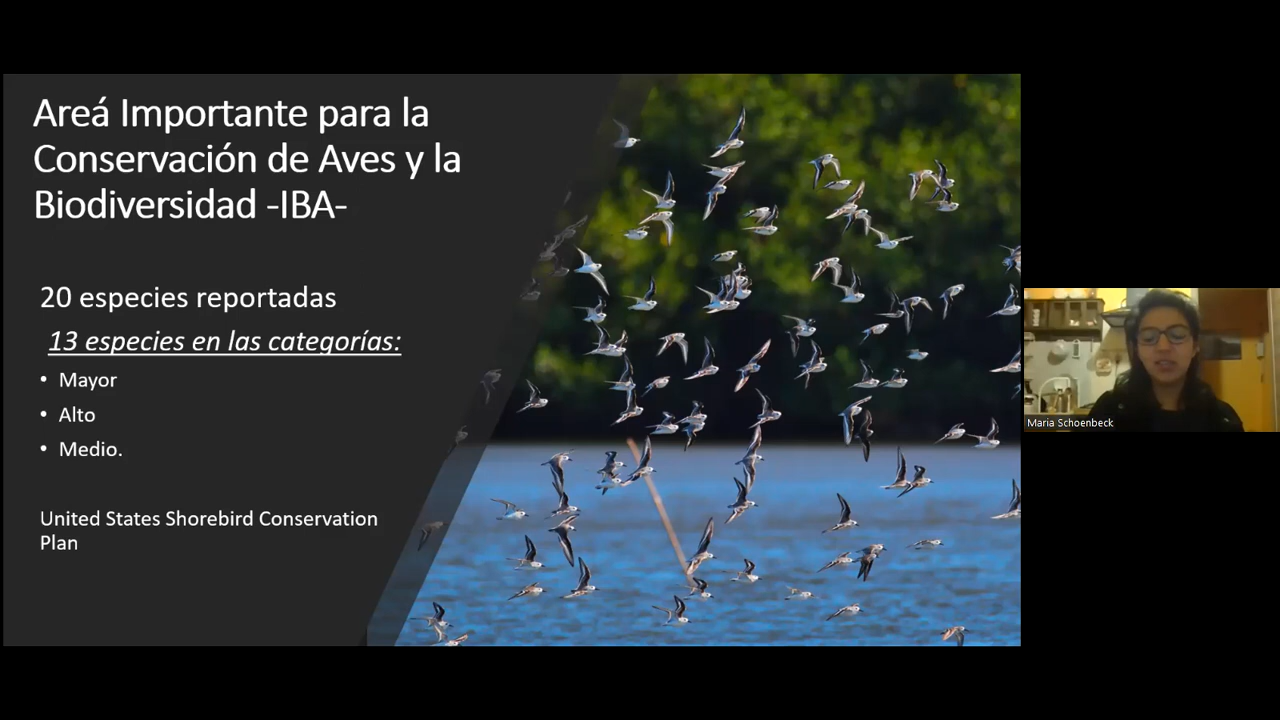 Areá Importante para la
Conservación de Aves y la
Biodiversidad -IBA-
20 especies reportadas
13 especies en las categorías:
• Mayor
• Alto
• Medio.
United States Shorebird Conservation
Plan
Maria Schoenbeck